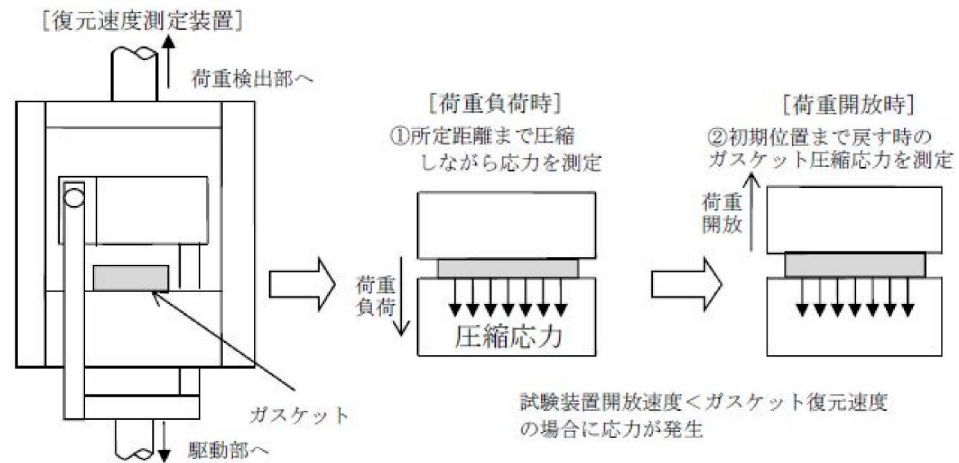 [復元速度測定装置]
荷重検出部へ
ガスケット
駆動部へ
[荷重負荷時]
①所定距離まで圧縮
しながら応力を測定
荷重
負荷
圧縮応力
[荷重開放時]
②初期位置まで戻す時の
ガスケット圧縮応力を測定
荷重
開放
試験装置開放速度<ガスケット復元速度
の場合に応力が発生